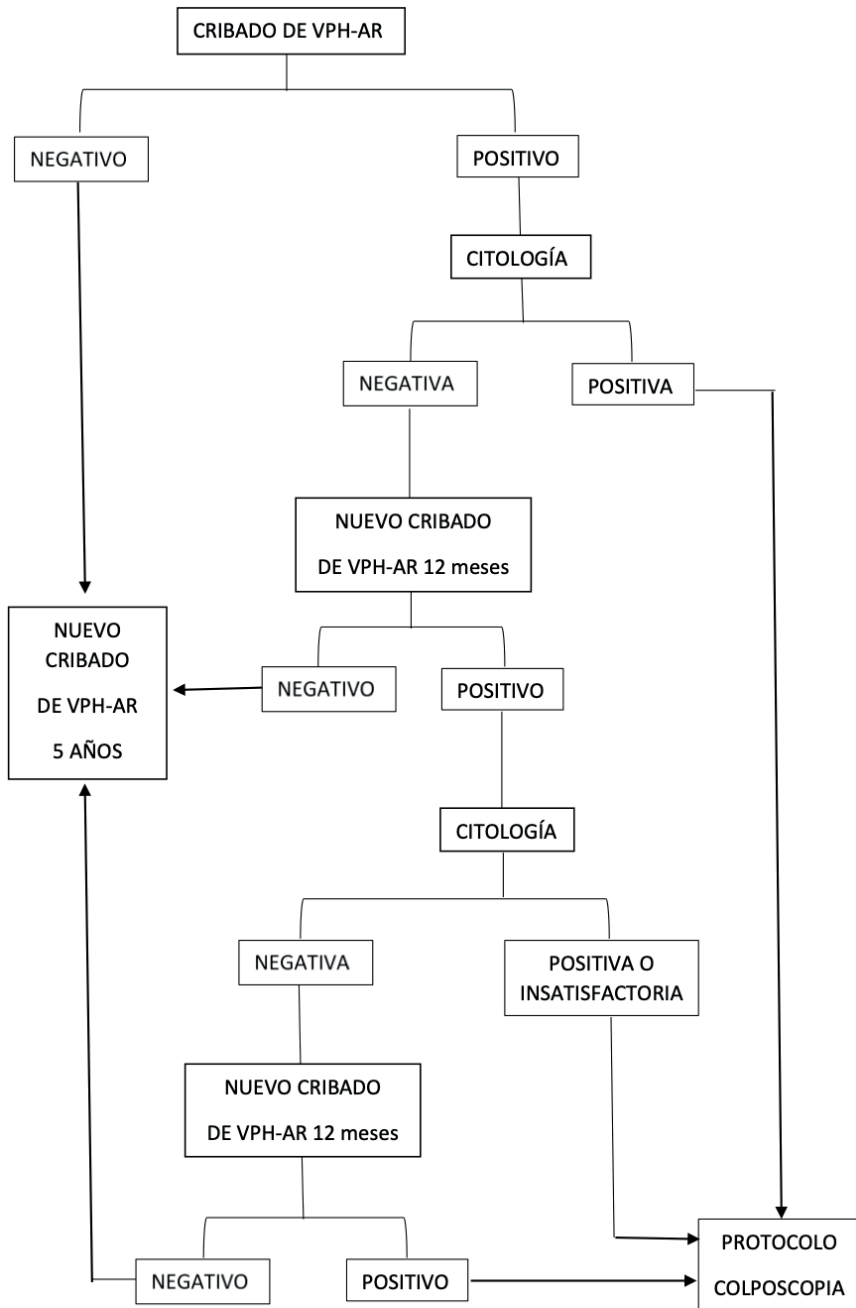 CRIBADO DE VPH-AR
NEGATIVO
POSITIVO
CITOLOGÍA
NEGATIVA
POSITIVA
NUEVO CRIBADO
DE VPH-AR 12 meses
NUEVO
CRIBADO
DE VPH-AR
5 AÑOS
NEGATIVO
POSITIVO
CITOLOGÍA
NEGATIVA
POSITIVA O
INSATISFACTORIA
NUEVO CRIBADO
DE VPH-AR 12 meses
NEGATIVO
POSITIVO
PROTOCOLO
COLPOSCOPIA